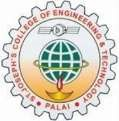 ST. JOSEPH'S COLLEGE OF ENGINEERING & TECHNOLOGY
PALAI